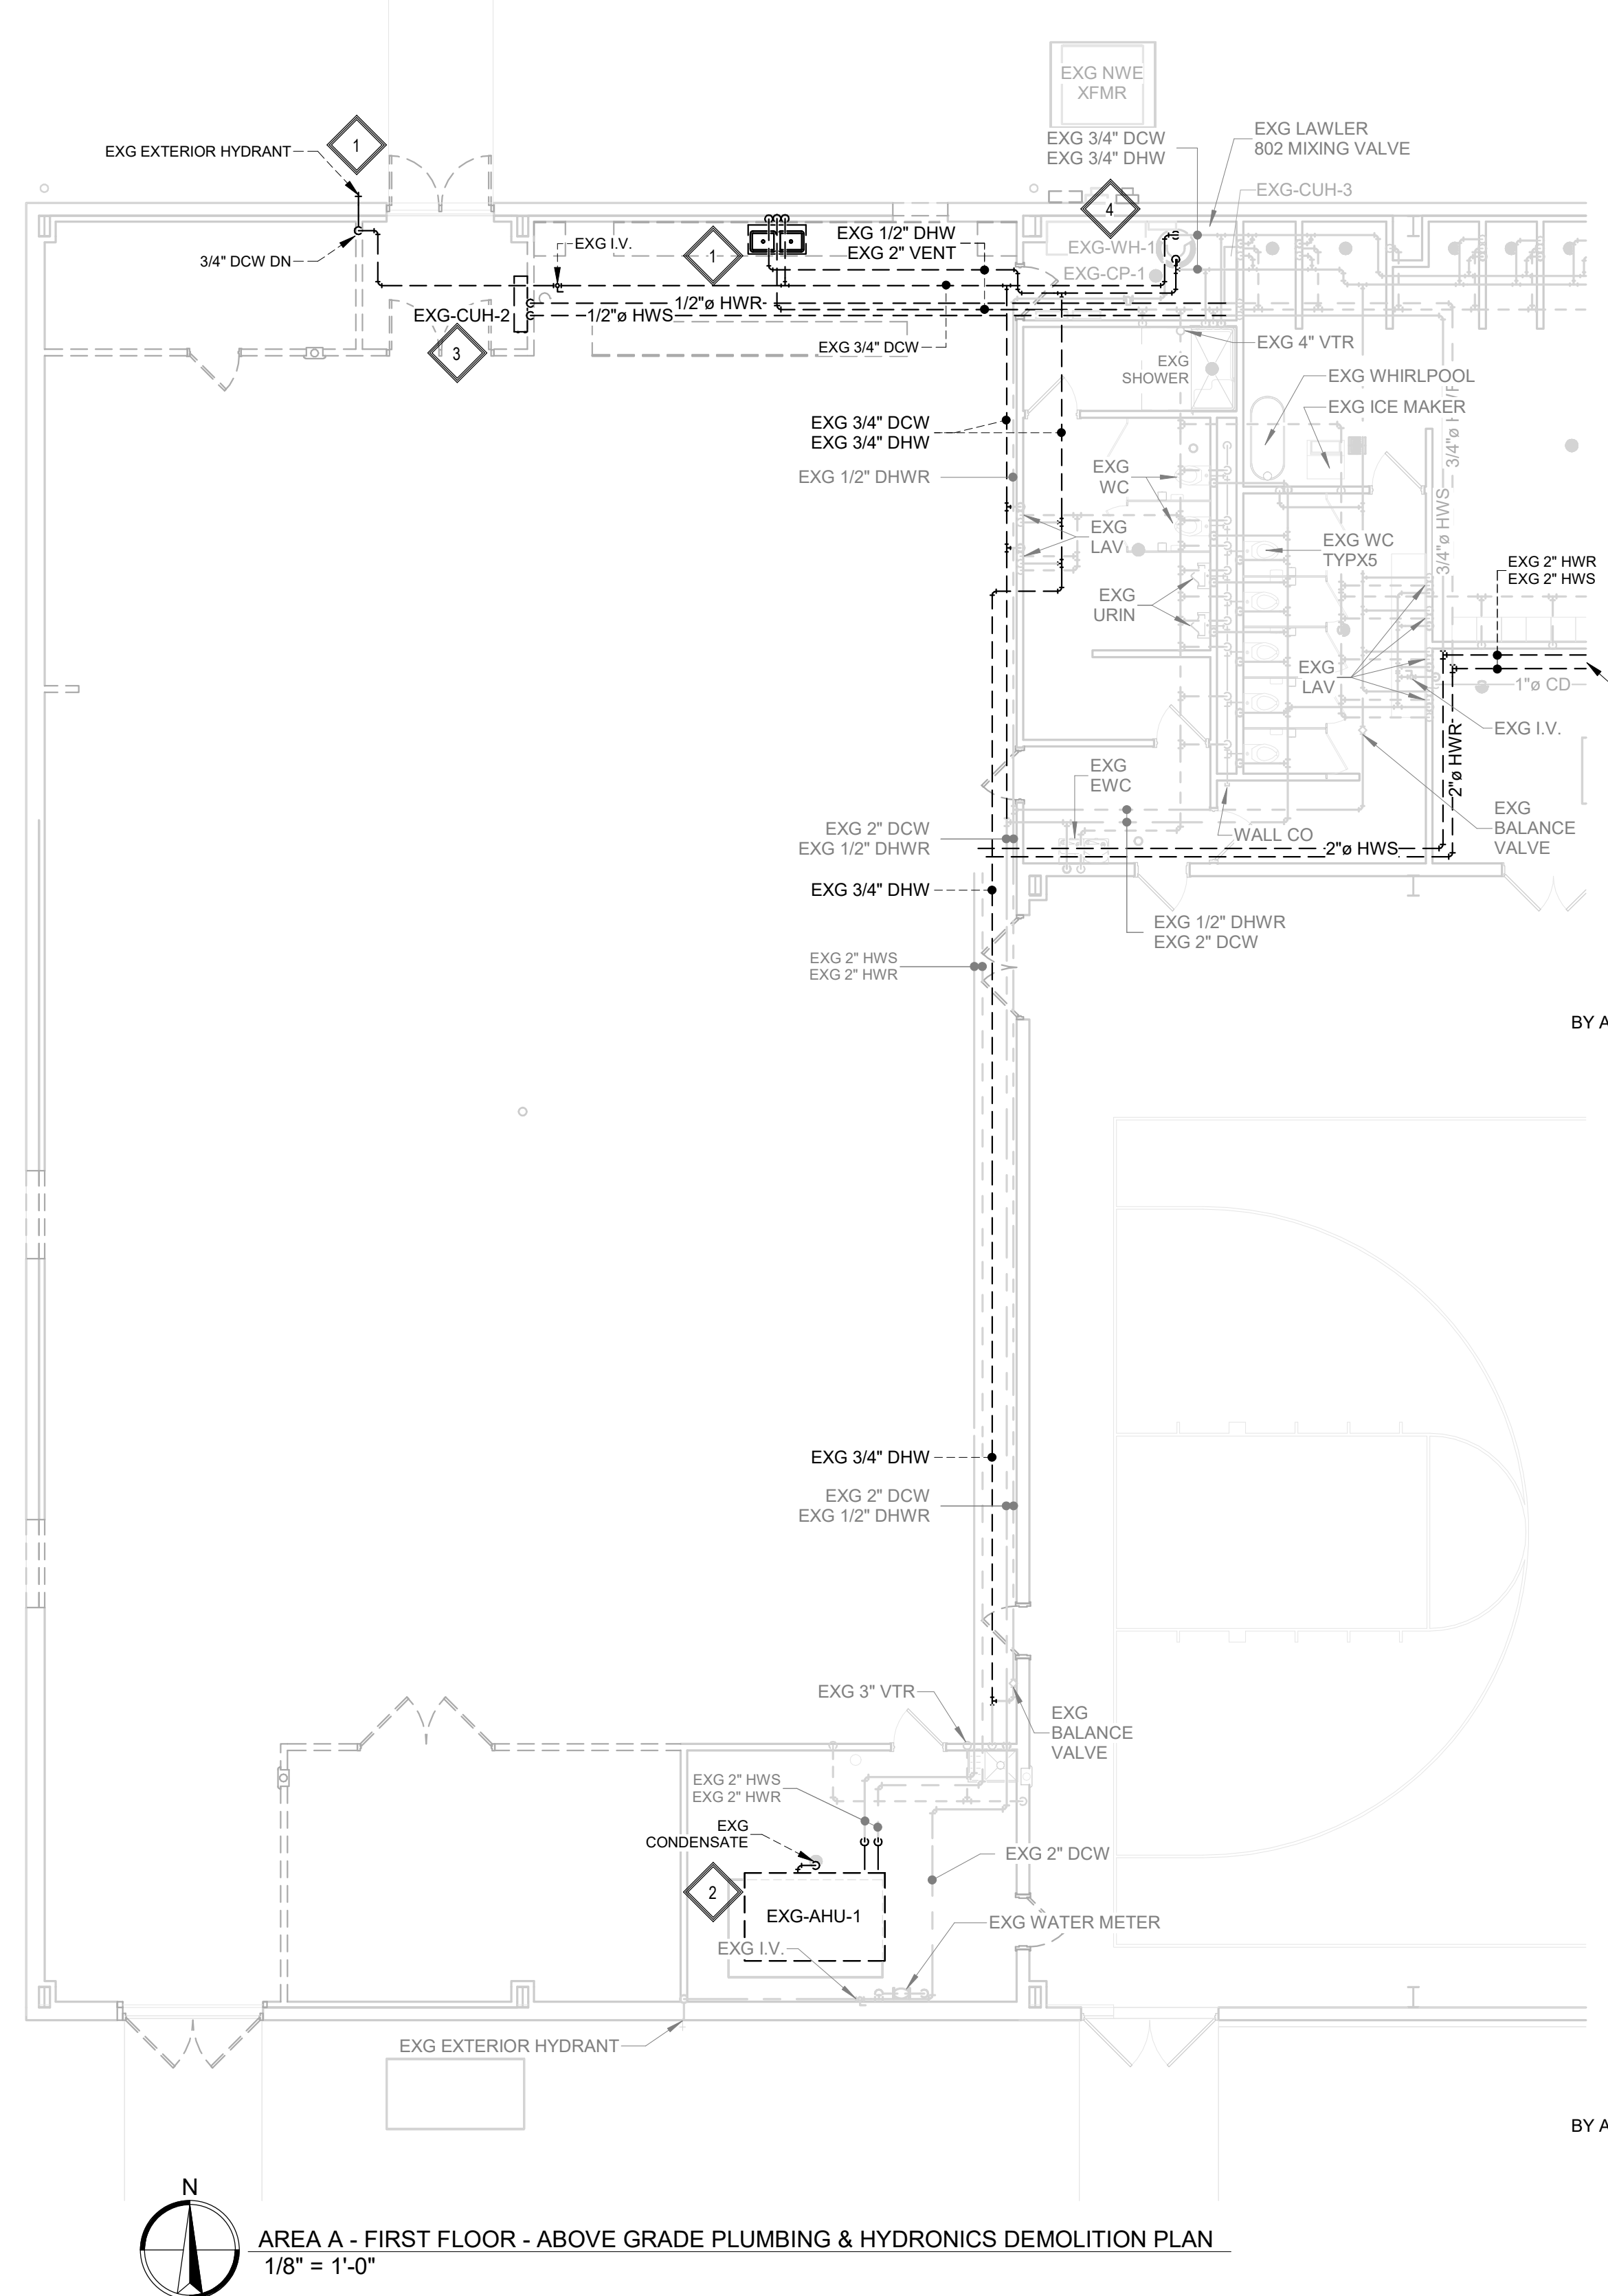 EXG NWE
XFMR
EXG 3/4" DCW
EXG 3/4" DHW
EXG LAWLER
802 MIXING VALVE
1
EXG EXTERIOR HYDRANT
EXG-CUH-3
4
3/4" DCW DN
EXG I.V.
1
EXG 1/2" DHW
EXG 2" VENT
EXG-WH-1
EXG-CP-1
1/2"ø HWR
EXG-CUH-2
1/2"ø HWS
3
EXG 3/4" DCW
EXG 4" VTR
EXG
SHOWER
EXG WHIRLPOOL
EXG ICE MAKER
EXG 3/4" DCW
EXG 3/4" DHW
EXG 1/2" DHWR
EXG
WC
3/4"ø HWS
EXG
LAV
EXG WC
TYPX5
EXG 2" HWR
EXG 2" HWS
EXG
URIN
EXG
LAV
1"ø CD
EXG I.V.
2"ø HWR
EXG
EWC
EXG
BALANCE
VALVE
EXG 2" DCW
EXG 1/2" DHWR
WALL CO
2"ø HWS
EXG 3/4" DHW
EXG 1/2" DHWR
EXG 2" DCW
EXG 2" HWS
EXG 2" HWR
BY A
EXG 3/4" DHW
EXG 2" DCW
EXG 1/2" DHWR
EXG 3" VTR
EXG
BALANCE
VALVE
EXG 2" HWS
EXG 2" HWR
EXG
CONDENSATE
EXG 2" DCW
2
EXG-AHU-1
EXG WATER METER
EXG I.V.
EXG EXTERIOR HYDRANT
BY A
N
AREA A - FIRST FLOOR - ABOVE GRADE PLUMBING & HYDRONICS DEMOLITION PLAN
1/8" = 1'-0"